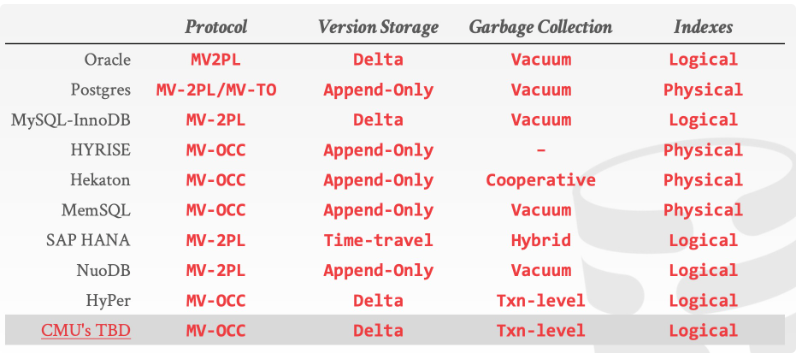 Protocol Version Storage Garbage Collection Indexes
Oracle MV2PL Delta Vacuum Logical
Postgres MV-2PL/MV-TO Append-Only Vacuum Physical
MySQL-InnoDB MV-2PL Delta Vacuum Logical
HYRISE MV-OCC Append-Only – Physical
Hekaton MV-OCC Append-Only Cooperative Physical
MemSQL MV-OCC Append-Only Vacuum Physical
SAP HANA MV-2PL Time-travel Hybrid Logical
NuoDB MV-2PL Append-Only Vacuum Logical
HyPer MV-OCC Delta Txn-level Logical
CMU's TBD MV-OCC Delta Txn-level Logical